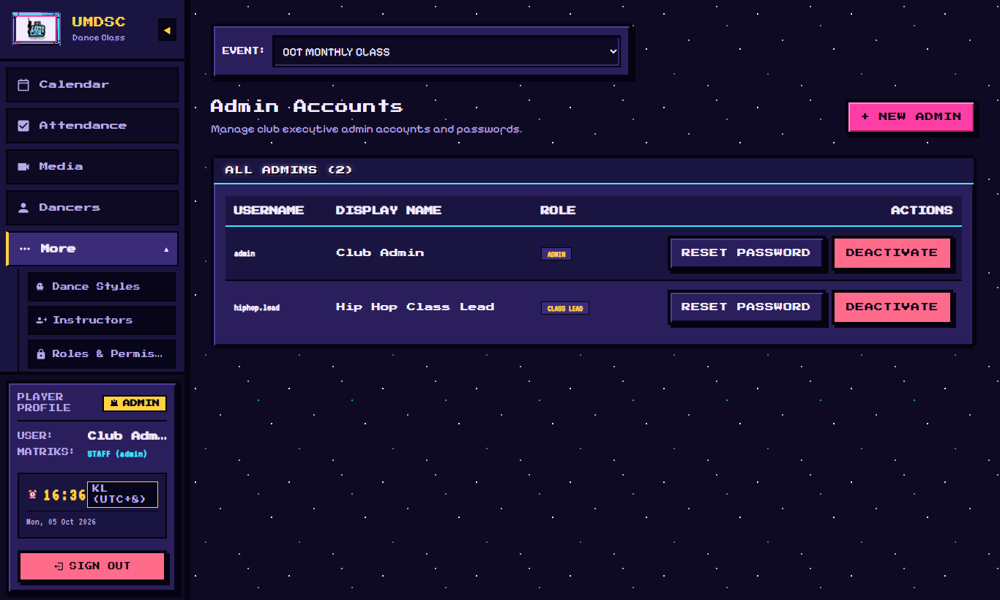 UMDSC
Dance Class
Calendar
Attendance
Media
Dancers
More
Dance Styles
Instructors
Roles & Permis…
PLAYER PROFILE
ADMIN
USER: Club Adm…
MATRIKS: STAFF (admin)
16:36 KL (UTC+8)
Mon, 05 Oct 2026
SIGN OUT
EVENT: OCT MONTHLY CLASS
Admin Accounts
Manage club executive admin accounts and passwords.
+ NEW ADMIN
ALL ADMINS (2)
USERNAME DISPLAY NAME ROLE ACTIONS
admin Club Admin ADMIN RESET PASSWORD DEACTIVATE
hiphop.lead Hip Hop Class Lead CLASS LEAD RESET PASSWORD DEACTIVATE